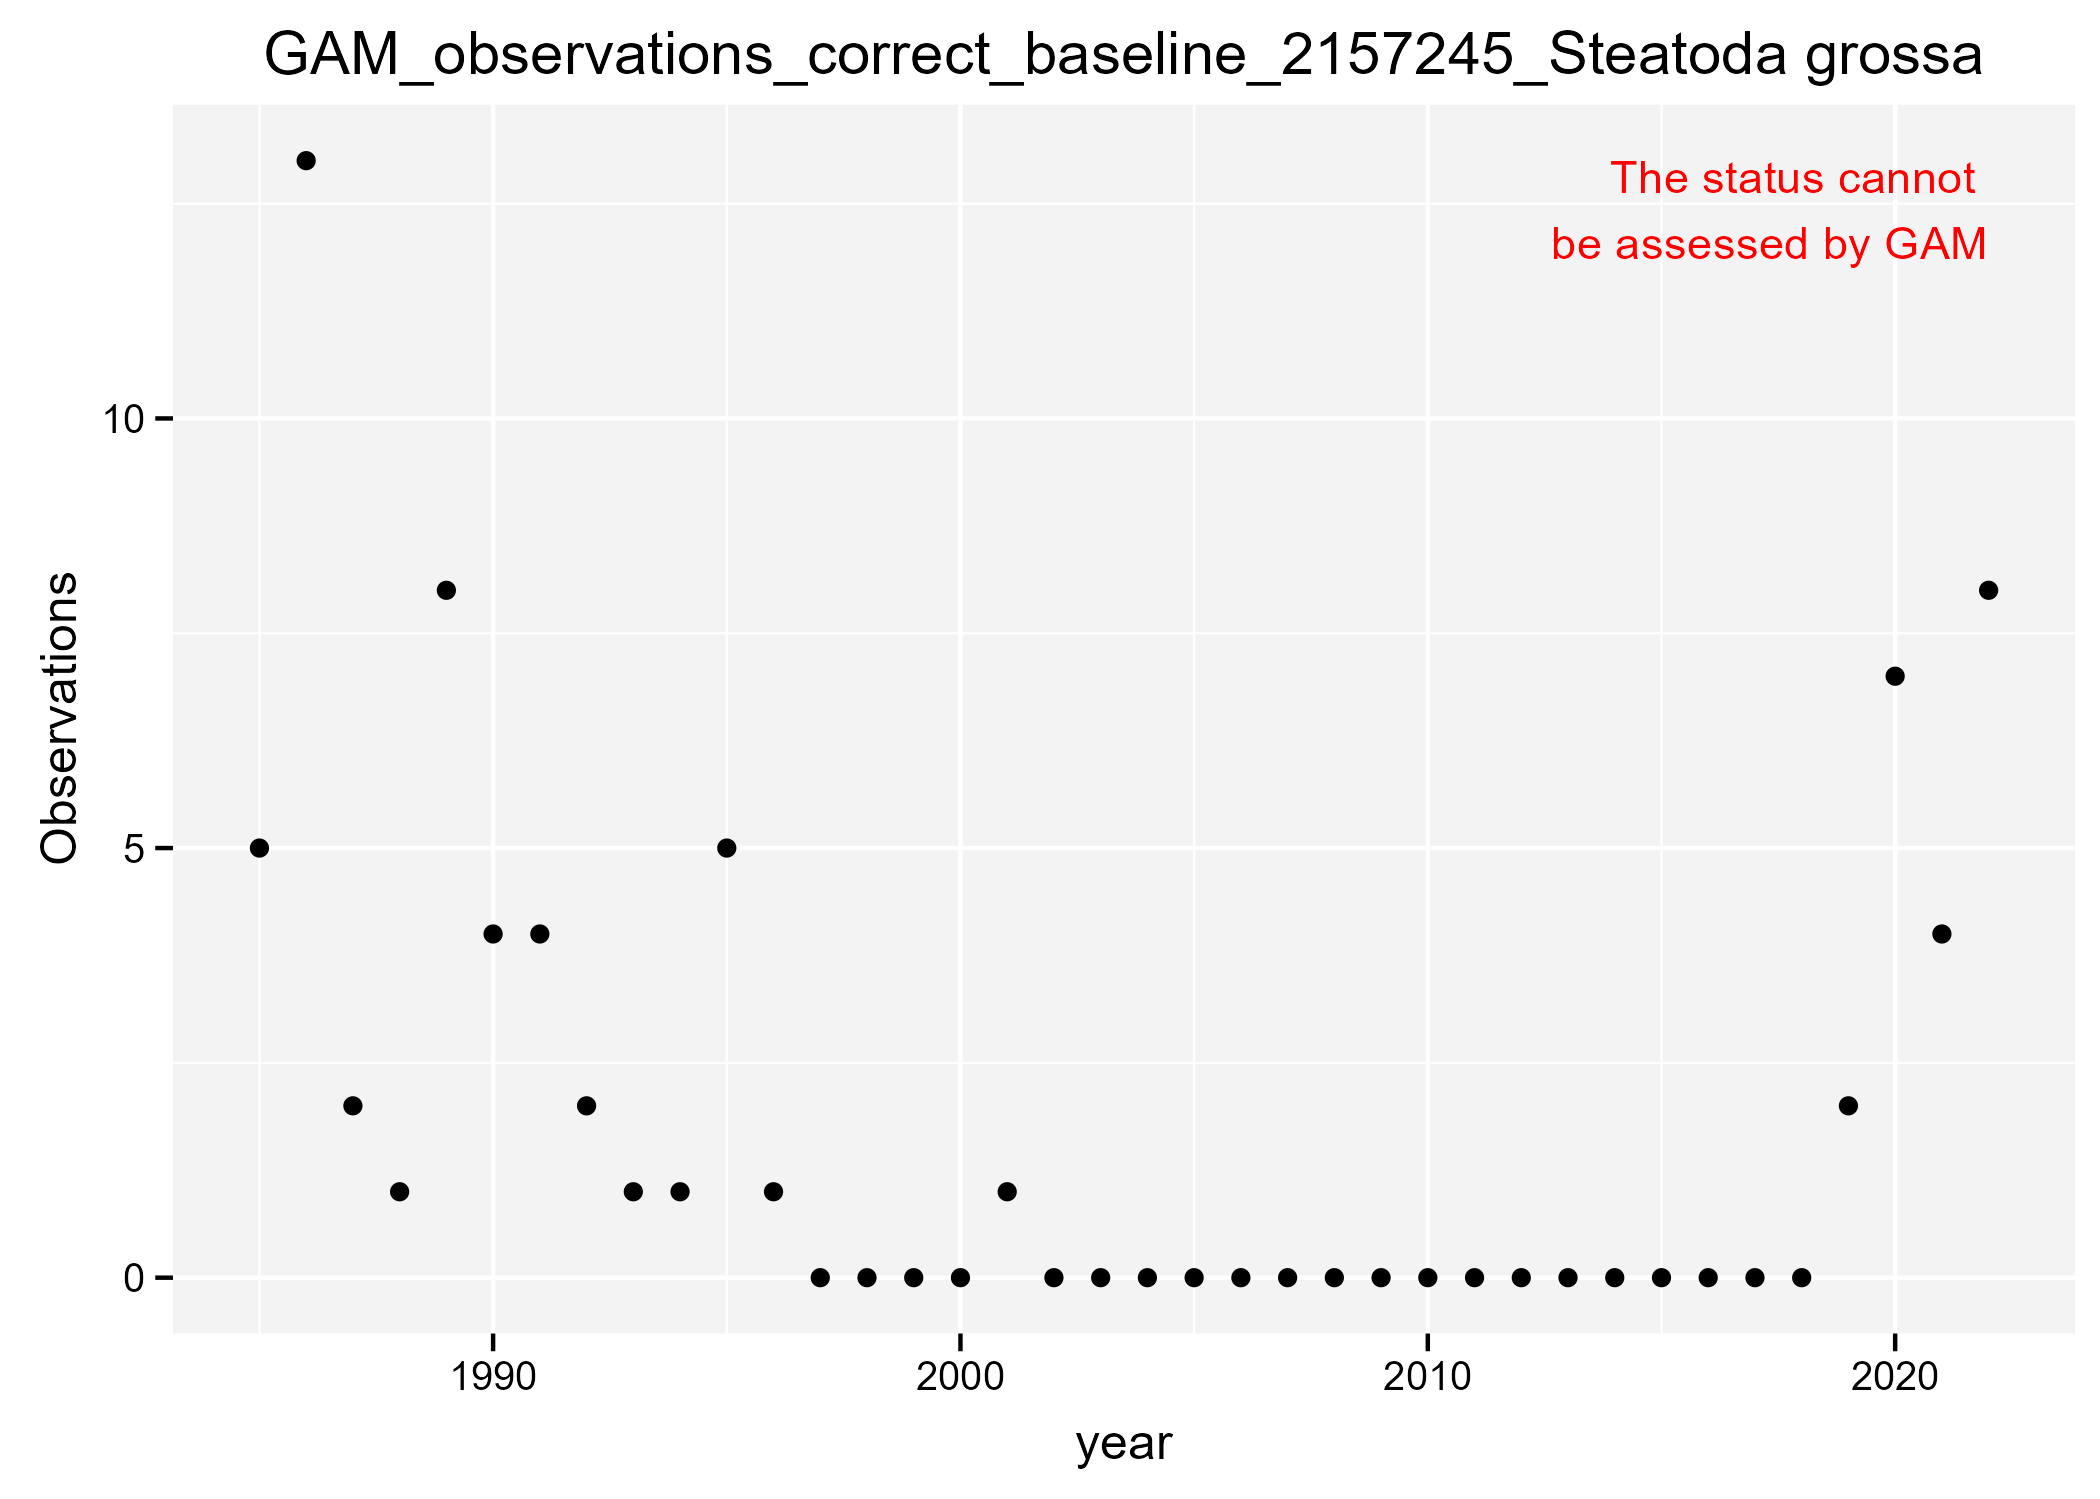 GAM_observations_correct_baseline_2157245_Steatoda grossa
The status cannot
be assessed by GAM
Observations
10
5
0
1990
2000
2010
2020
year